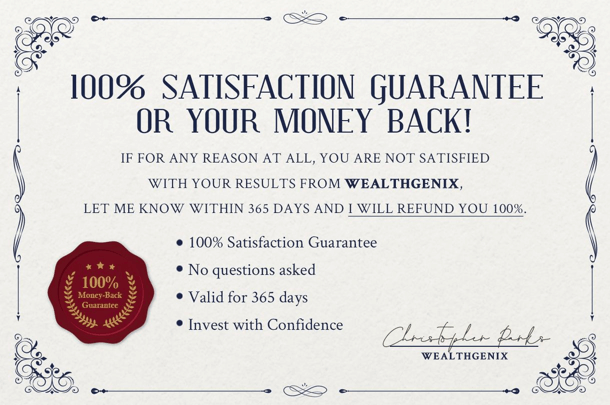 100% SATISFACTION GUARANTEE
OR YOUR MONEY BACK!
IF FOR ANY REASON AT ALL, YOU ARE NOT SATISFIED
WITH YOUR RESULTS FROM WEALTHGENIX,
LET ME KNOW WITHIN 365 DAYS AND I WILL REFUND YOU 100%.
• 100% Satisfaction Guarantee
• No questions asked
• Valid for 365 days
• Invest with Confidence
100%
Money-Back
Guarantee
Christopher Parks
WEALTHGENIX